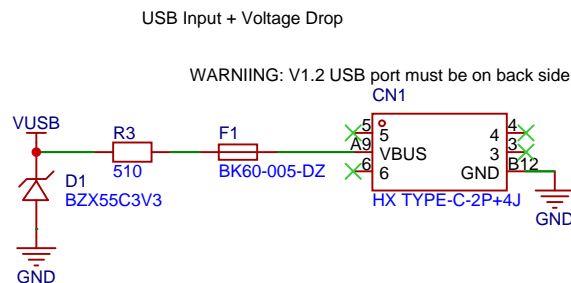 USB Input + Voltage Drop
WARNIING: V1.2 USB port must be on back side
CN1
VUSB
R3
F1
5 5 4 4
A9 VBUS 3 3
6 6 GND B12
510
BK60-005-DZ
D1
BZX55C3V3
HX TYPE-C-2P+4J
GND
GND